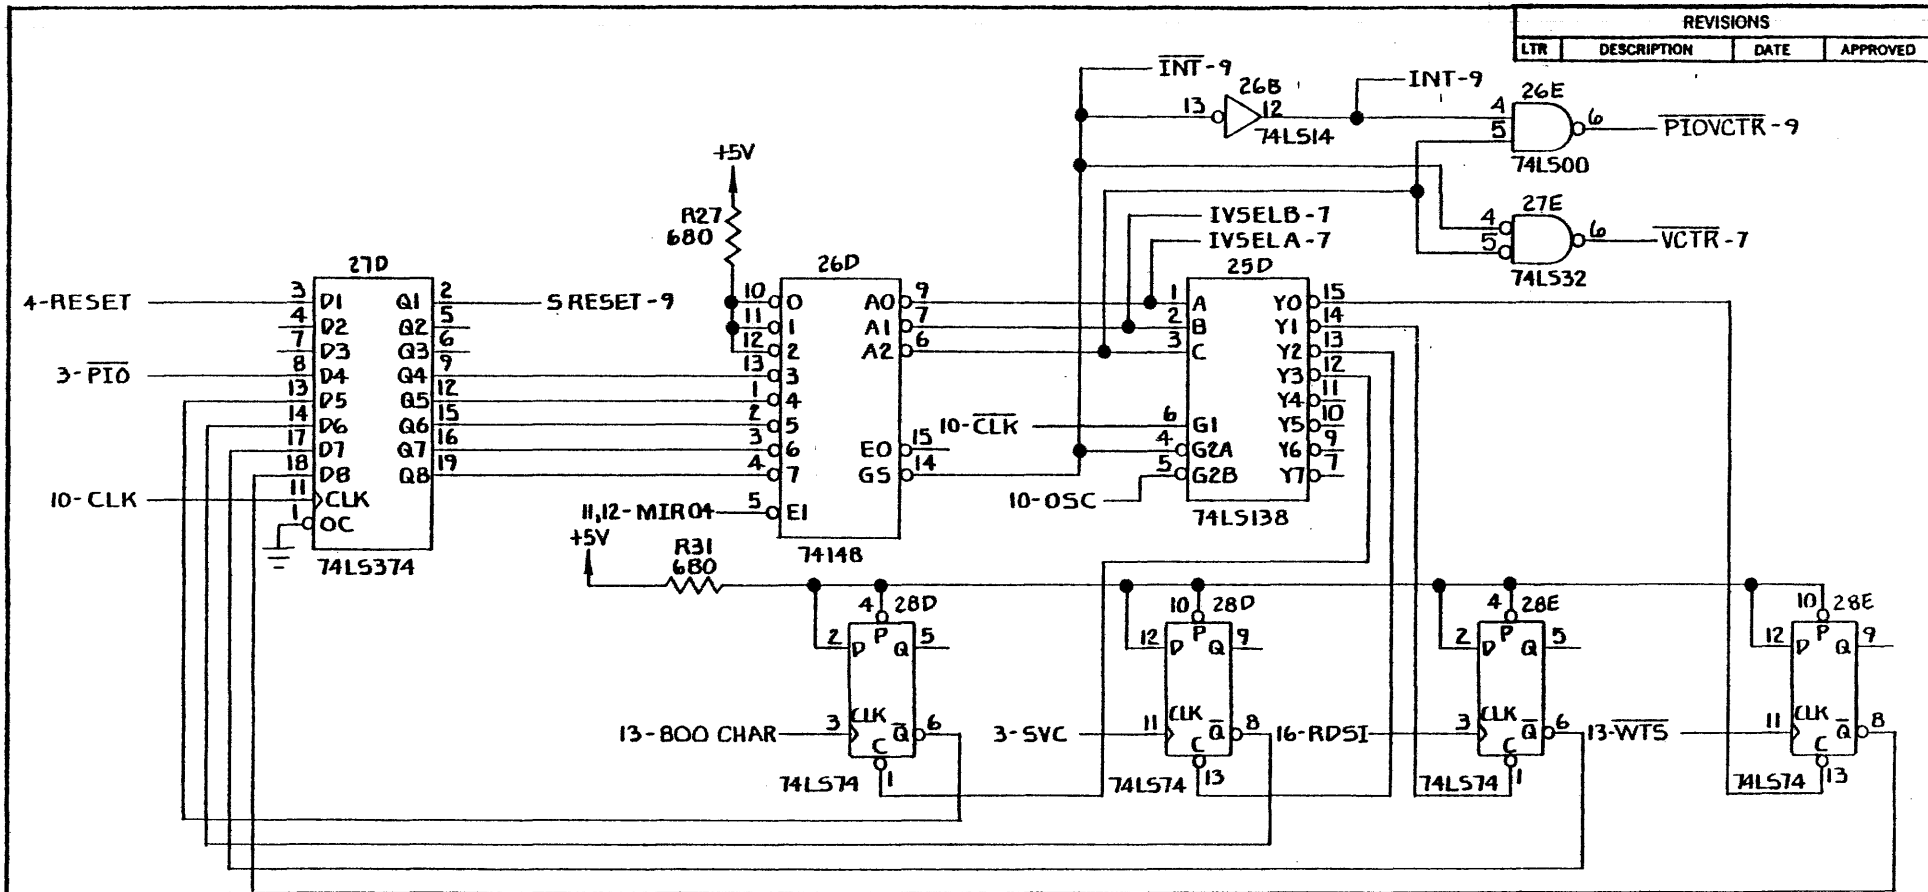 REVISIONS
LTR DESCRIPTION DATE APPROVED
I̅N̅T̅-9
26B
13 12
74LS14
INT-9
26E
4
5
6
P̅I̅O̅V̅C̅T̅R̅-9
74LS00
27E
4
5
6
V̅C̅T̅R̅-7
74LS32
+5V
R27
680
IVSELB-7
IVSELA-7
27D
4-RESET 3 D1 Q1 2 SRESET-9
4 D2 Q2 5
7 D3 Q3 6
3-P̅I̅O̅ 8 D4 Q4 9
13 D5 Q5 12
14 D6 Q6 15
17 D7 Q7 16
18 D8 Q8 19
10-CLK 11 CLK
1 OC
74LS374
26D
10 0 A0 9
11 1 A1 7
12 2 A2 6
13 3
1 4
2 5
3 6 EO 15
4 7 GS 14
11,12-MIR04 5 EI
74148
25D
1 A Y0 15
2 B Y1 14
3 C Y2 13
Y3 12
Y4 11
10-C̅L̅K̅ 6 G1 Y5 10
4 G2A Y6 9
10-OSC 5 G2B Y7 7
74LS138
+5V
R31
680
4 28D
2 D P Q 5
13-800 CHAR 3 CLK Q̅ 6
C
74LS74 1
10 28D
12 D P Q 9
3-SVC 11 CLK Q̅ 8
C
74LS74 13
4 28E
2 D P Q 5
16-RDSI 3 CLK Q̅ 6
C
74LS74 1
10 28E
12 D P Q 9
13-W̅T̅S̅ 11 CLK Q̅ 8
C
74LS74 13